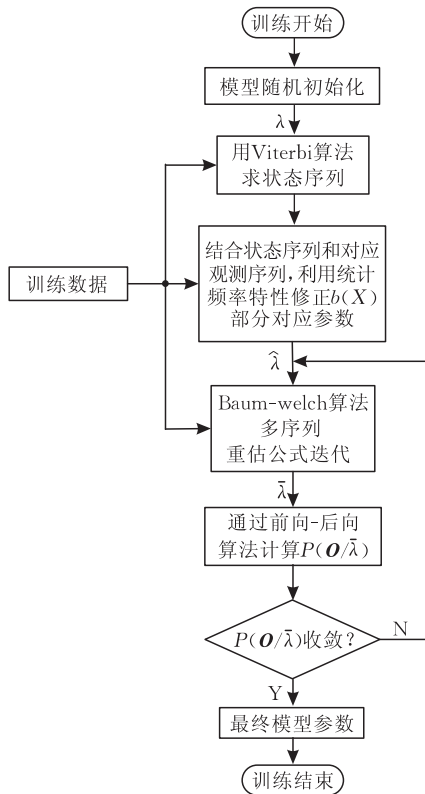 训练开始
模型随机初始化
λ
用Viterbi算法
求状态序列
结合状态序列和对应
观测序列,利用统计
频率特性修正b(X)
部分对应参数
训练数据
λ̂
Baum-welch算法
多序列
重估公式迭代
λ̄
通过前向-后向
算法计算P(O/λ̄)
P(O/λ̄)收敛?
N
Y
最终模型参数
训练结束